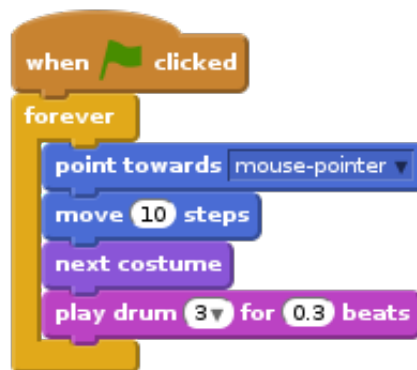 when clicked
forever
point towards mouse-pointer
move 10 steps
next costume
play drum 3 for 0.3 beats